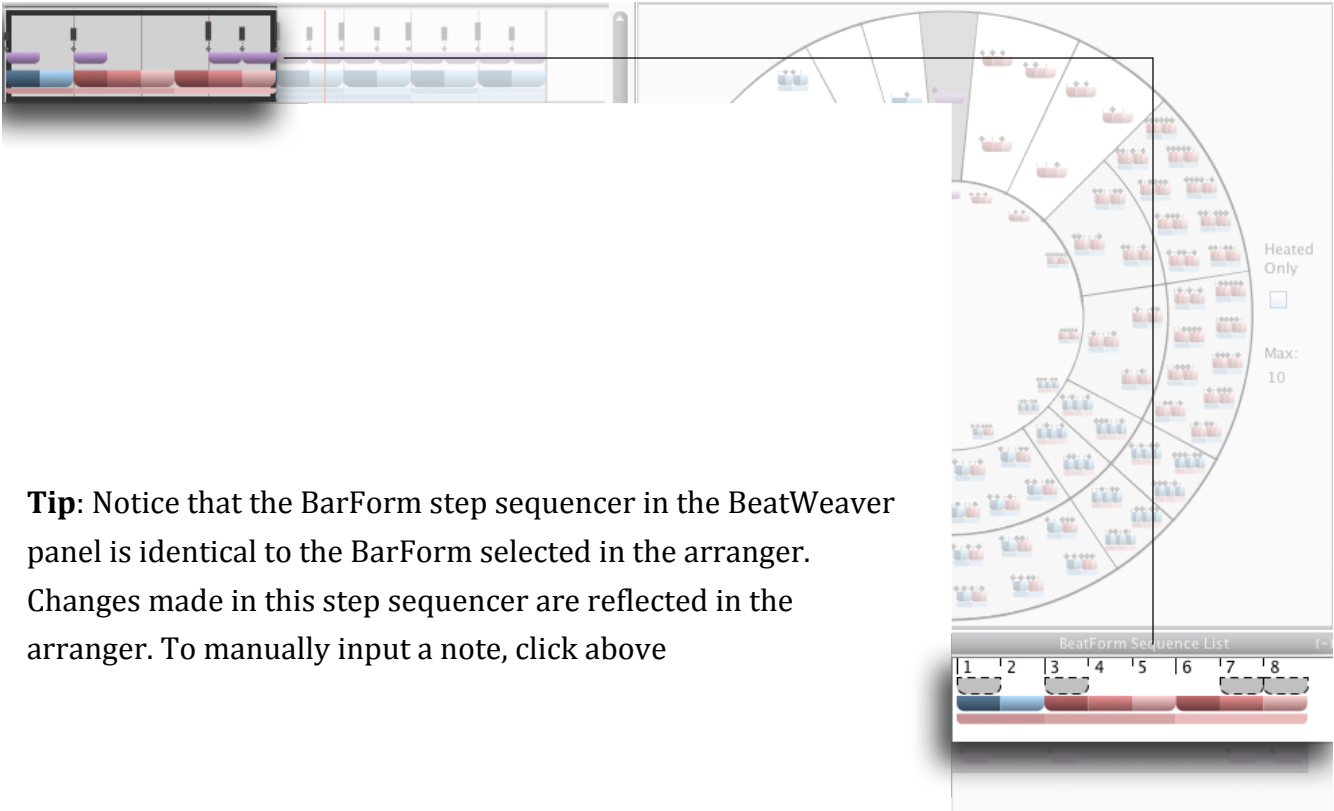 Heated
Only
Max:
10
Tip: Notice that the BarForm step sequencer in the BeatWeaver
panel is identical to the BarForm selected in the arranger.
Changes made in this step sequencer are reflected in the
arranger. To manually input a note, click above
BeatForm Sequence List [-]
1 2 3 4 5 6 7 8